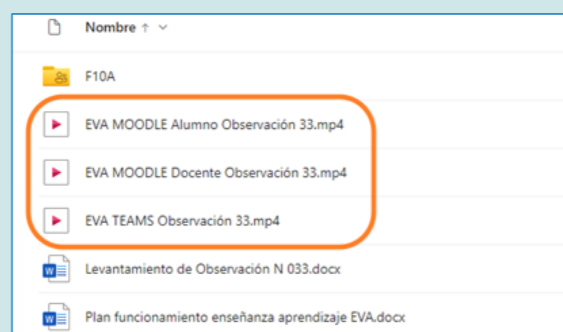 Nombre
F10A
EVA MOODLE Alumno Observación 33.mp4
EVA MOODLE Docente Observación 33.mp4
EVA TEAMS Observación 33.mp4
Levantamiento de Observación N 033.docx
Plan funcionamiento enseñanza aprendizaje EVA.docx